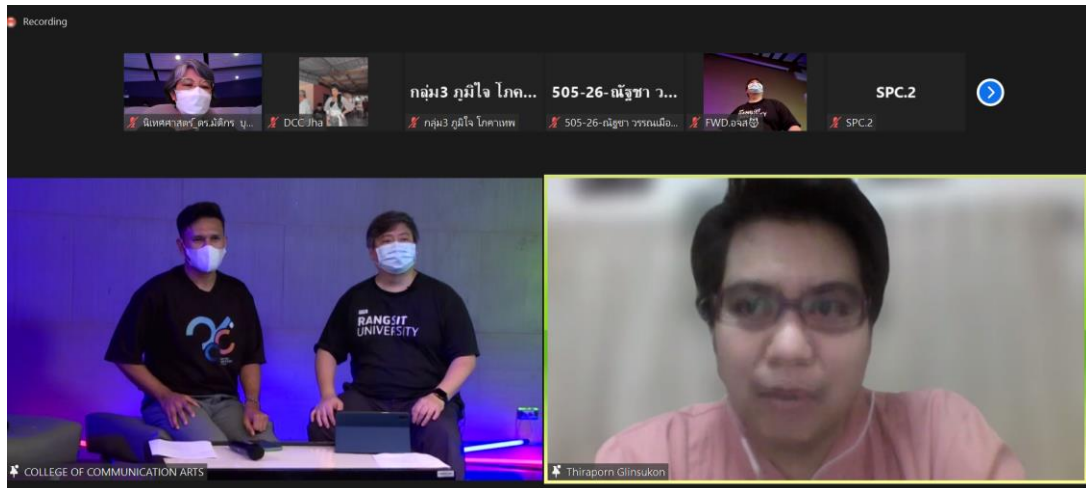 Recording
กลุ่ม3 ภูมิใจ โภค...
505-26-ณัฐชา ว...
SPC.2
นิเทศศาสตร์_ดร.มัติกร บุ...
DCC Jha
กลุ่ม3 ภูมิใจ โภคาเทพ
505-26-ณัฐชา วรรณเมือ...
FWD.อจิส
SPC.2
RANGSIT
UNIVERSITY
COLLEGE OF COMMUNICATION ARTS
Thiraporn Glinsukon